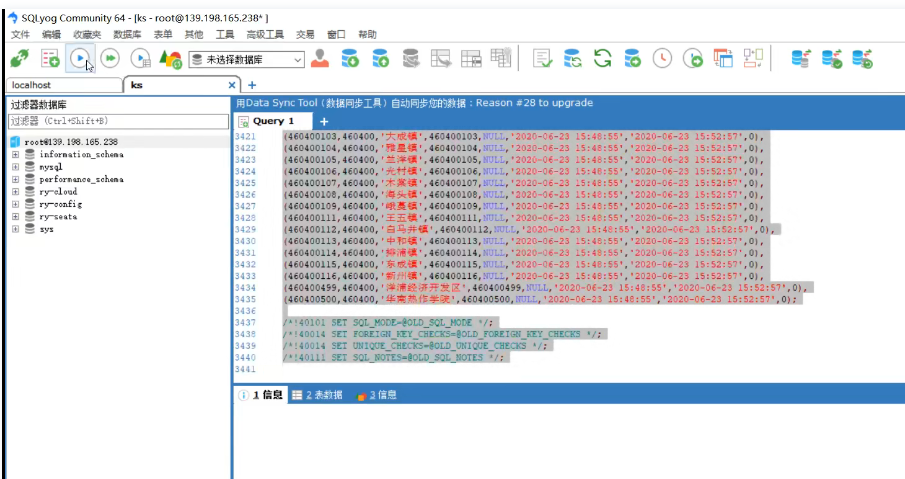 SQLyog Community 64 - [ks - root@139.198.165.238* ]
文件 编辑 收藏夹 数据库 表单 其他 工具 高级工具 交易 窗口 帮助
未选择数据库
localhost ks +
过滤器数据库
过滤器 (Ctrl+Shift+B)
root@139.198.165.238
information_schema
mysql
performance_schema
ry-cloud
ry-config
ry-seata
sys
用Data Sync Tool（数据同步工具）自动同步您的数据：Reason #28 to upgrade
Query 1 +
3421 (460400103,460400,'大成镇',460400103,NULL,'2020-06-23 15:48:55','2020-06-23 15:52:57',0),
3422 (460400104,460400,'雅星镇',460400104,NULL,'2020-06-23 15:48:55','2020-06-23 15:52:57',0),
3423 (460400105,460400,'兰洋镇',460400105,NULL,'2020-06-23 15:48:55','2020-06-23 15:52:57',0),
3424 (460400106,460400,'光村镇',460400106,NULL,'2020-06-23 15:48:55','2020-06-23 15:52:57',0),
3425 (460400107,460400,'木棠镇',460400107,NULL,'2020-06-23 15:48:55','2020-06-23 15:52:57',0),
3426 (460400108,460400,'海头镇',460400108,NULL,'2020-06-23 15:48:55','2020-06-23 15:52:57',0),
3427 (460400109,460400,'峨蔓镇',460400109,NULL,'2020-06-23 15:48:55','2020-06-23 15:52:57',0),
3428 (460400111,460400,'王五镇',460400111,NULL,'2020-06-23 15:48:55','2020-06-23 15:52:57',0),
3429 (460400112,460400,'白马井镇',460400112,NULL,'2020-06-23 15:48:55','2020-06-23 15:52:57',0),
3430 (460400113,460400,'中和镇',460400113,NULL,'2020-06-23 15:48:55','2020-06-23 15:52:57',0),
3431 (460400114,460400,'排浦镇',460400114,NULL,'2020-06-23 15:48:55','2020-06-23 15:52:57',0),
3432 (460400115,460400,'东成镇',460400115,NULL,'2020-06-23 15:48:55','2020-06-23 15:52:57',0),
3433 (460400116,460400,'新州镇',460400116,NULL,'2020-06-23 15:48:55','2020-06-23 15:52:57',0),
3434 (460400499,460400,'洋浦经济开发区',460400499,NULL,'2020-06-23 15:48:55','2020-06-23 15:52:57',0),
3435 (460400500,460400,'华南热作学院',460400500,NULL,'2020-06-23 15:48:55','2020-06-23 15:52:57',0);
3436
3437 /*!40101 SET SQL_MODE=@OLD_SQL_MODE */;
3438 /*!40014 SET FOREIGN_KEY_CHECKS=@OLD_FOREIGN_KEY_CHECKS */;
3439 /*!40014 SET UNIQUE_CHECKS=@OLD_UNIQUE_CHECKS */;
3440 /*!40111 SET SQL_NOTES=@OLD_SQL_NOTES */;
3441
1 信息 2 表数据 3 信息